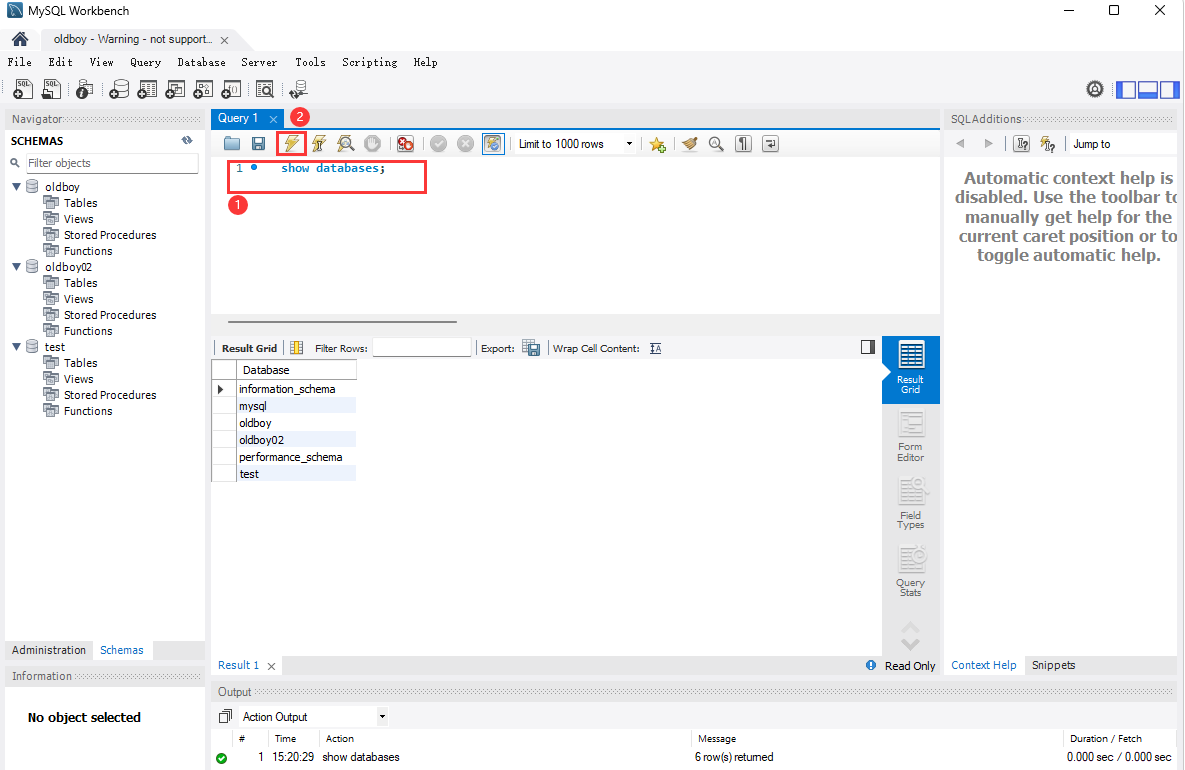 MySQL Workbench
oldboy - Warning - not support...
File Edit View Query Database Server Tools Scripting Help
Navigator
SCHEMAS
Filter objects
oldboy
Tables
Views
Stored Procedures
Functions
oldboy02
Tables
Views
Stored Procedures
Functions
test
Tables
Views
Stored Procedures
Functions
Administration Schemas
Information
No object selected
Query 1
2
Limit to 1000 rows
1 show databases;
1
Result Grid Filter Rows: Export: Wrap Cell Content:
Database
information_schema
mysql
oldboy
oldboy02
performance_schema
test
Result
Grid
Form
Editor
Field
Types
Query
Stats
Result 1
Read Only
SQLAdditions
Jump to
Automatic context help is
disabled. Use the toolbar to
manually get help for the
current caret position or to
toggle automatic help.
Context Help Snippets
Output
Action Output
# Time Action Message Duration / Fetch
1 15:20:29 show databases 6 row(s) returned 0.000 sec / 0.000 sec